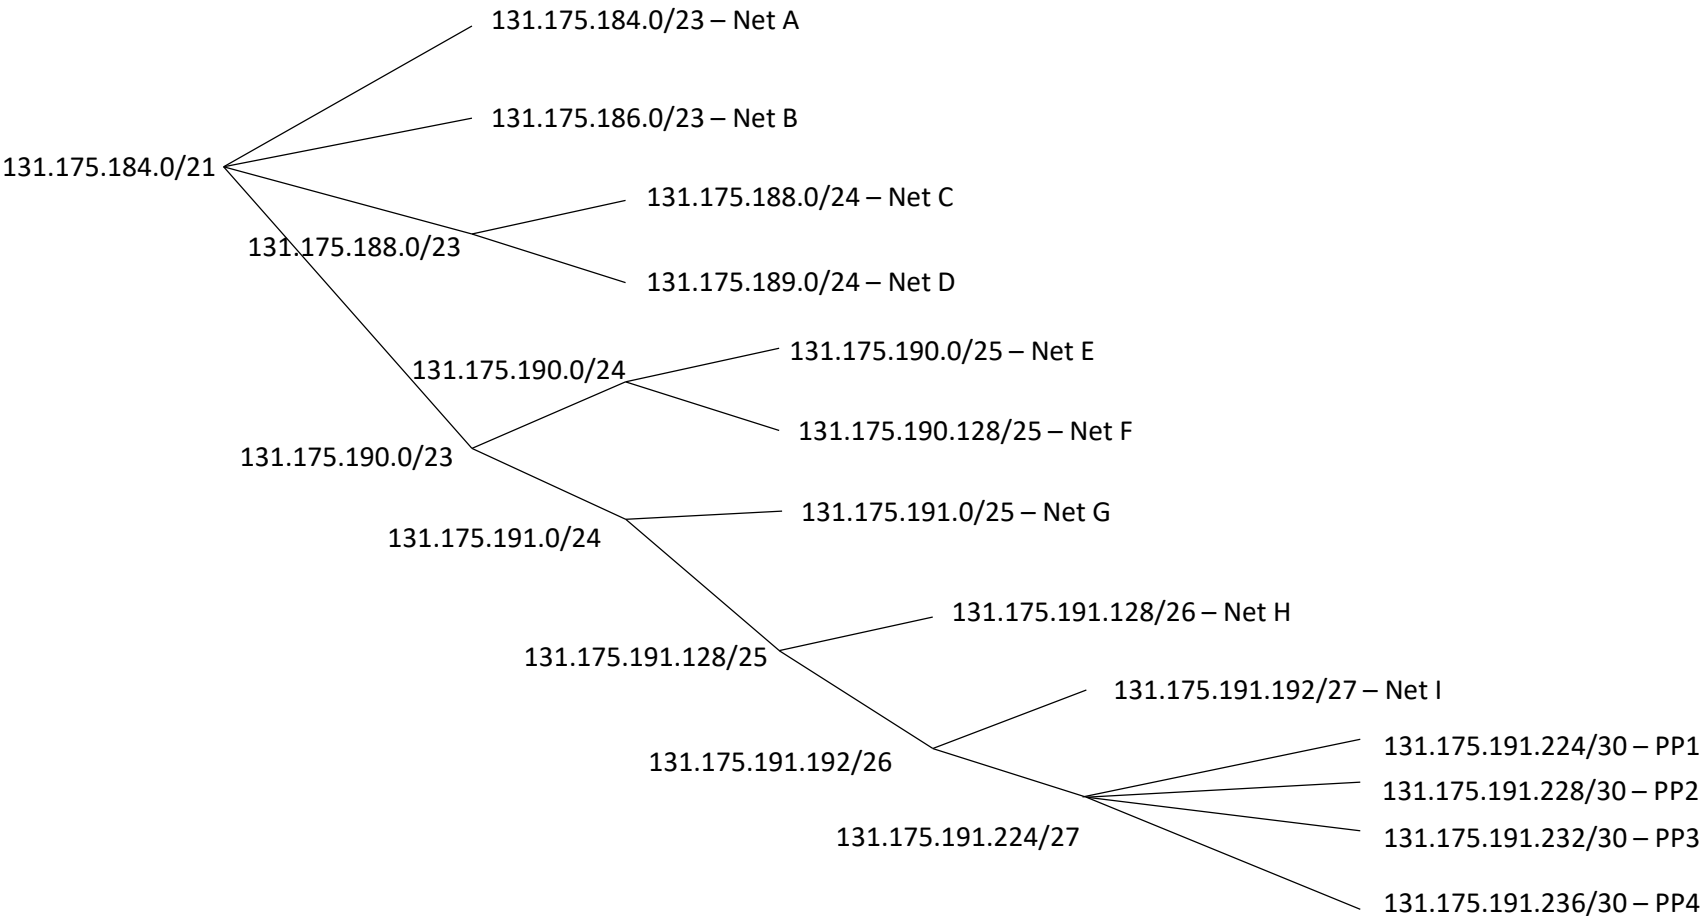 131.175.184.0/23 – Net A
131.175.186.0/23 – Net B
131.175.184.0/21
131.175.188.0/24 – Net C
131.175.188.0/23
131.175.189.0/24 – Net D
131.175.190.0/25 – Net E
131.175.190.0/24
131.175.190.128/25 – Net F
131.175.190.0/23
131.175.191.0/25 – Net G
131.175.191.0/24
131.175.191.128/26 – Net H
131.175.191.128/25
131.175.191.192/27 – Net I
131.175.191.224/30 – PP1
131.175.191.192/26
131.175.191.228/30 – PP2
131.175.191.224/27
131.175.191.232/30 – PP3
131.175.191.236/30 – PP4